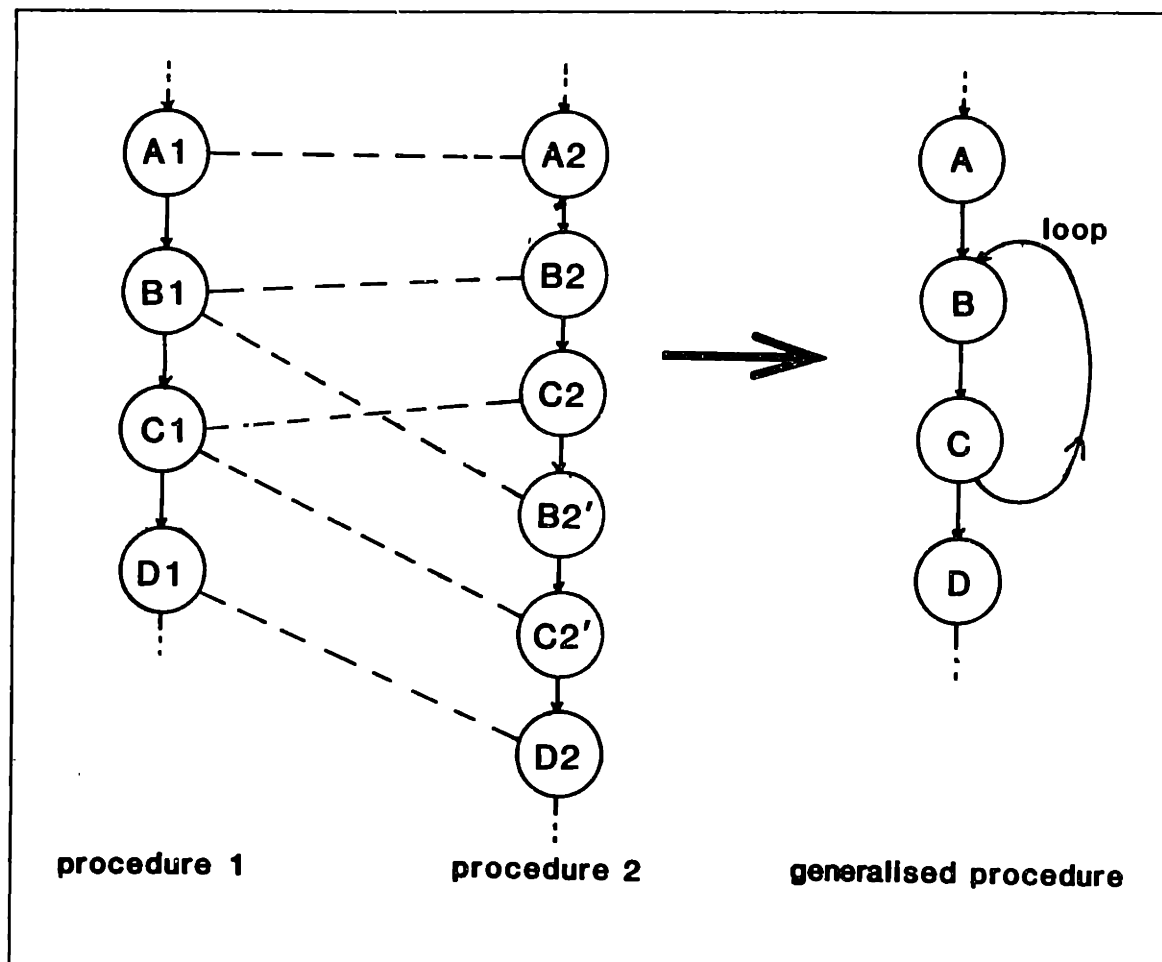 A1
B1
C1
D1
procedure 1
A2
B2
C2
B2′
C2′
D2
procedure 2
A
loop
B
C
D
generalised procedure